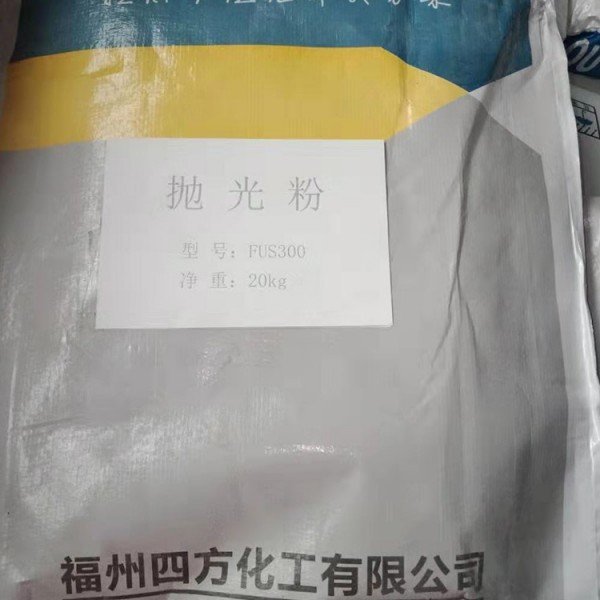 抛光粉
型号：FUS300
净重：20kg
福州四方化工有限公司